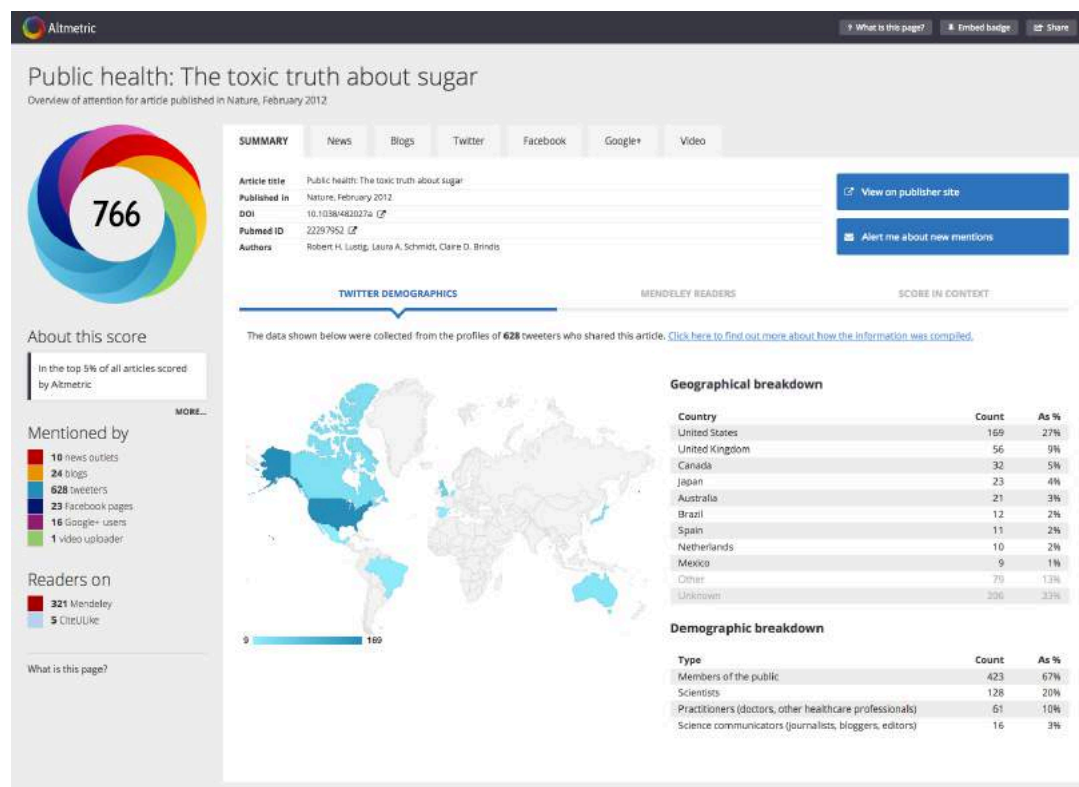 Altmetric
? What is this page?
Embed badge
Share
Public health: The toxic truth about sugar
Overview of attention for article published in Nature, February 2012
766
SUMMARY News Blogs Twitter Facebook Google+ Video
Article title Public health: The toxic truth about sugar
Published in Nature, February 2012
DOI 10.1038/482027a
Pubmed ID 22297952
Authors Robert H. Lustig, Laura A. Schmidt, Claire D. Brindis
View on publisher site
Alert me about new mentions
TWITTER DEMOGRAPHICS MENDELEY READERS SCORE IN CONTEXT
The data shown below were collected from the profiles of 628 tweeters who shared this article. Click here to find out more about how the information was compiled.
About this score
In the top 5% of all articles scored
by Altmetric
MORE...
Mentioned by
10 news outlets
24 blogs
628 tweeters
23 Facebook pages
16 Google+ users
1 video uploader
Readers on
321 Mendeley
5 CiteULike
What is this page?
9 169
Geographical breakdown
Country Count As %
United States 169 27%
United Kingdom 56 9%
Canada 32 5%
Japan 23 4%
Australia 21 3%
Brazil 12 2%
Spain 11 2%
Netherlands 10 2%
Mexico 9 1%
Other 79 13%
Unknown 206 33%
Demographic breakdown
Type Count As %
Members of the public 423 67%
Scientists 128 20%
Practitioners (doctors, other healthcare professionals) 61 10%
Science communicators (journalists, bloggers, editors) 16 3%